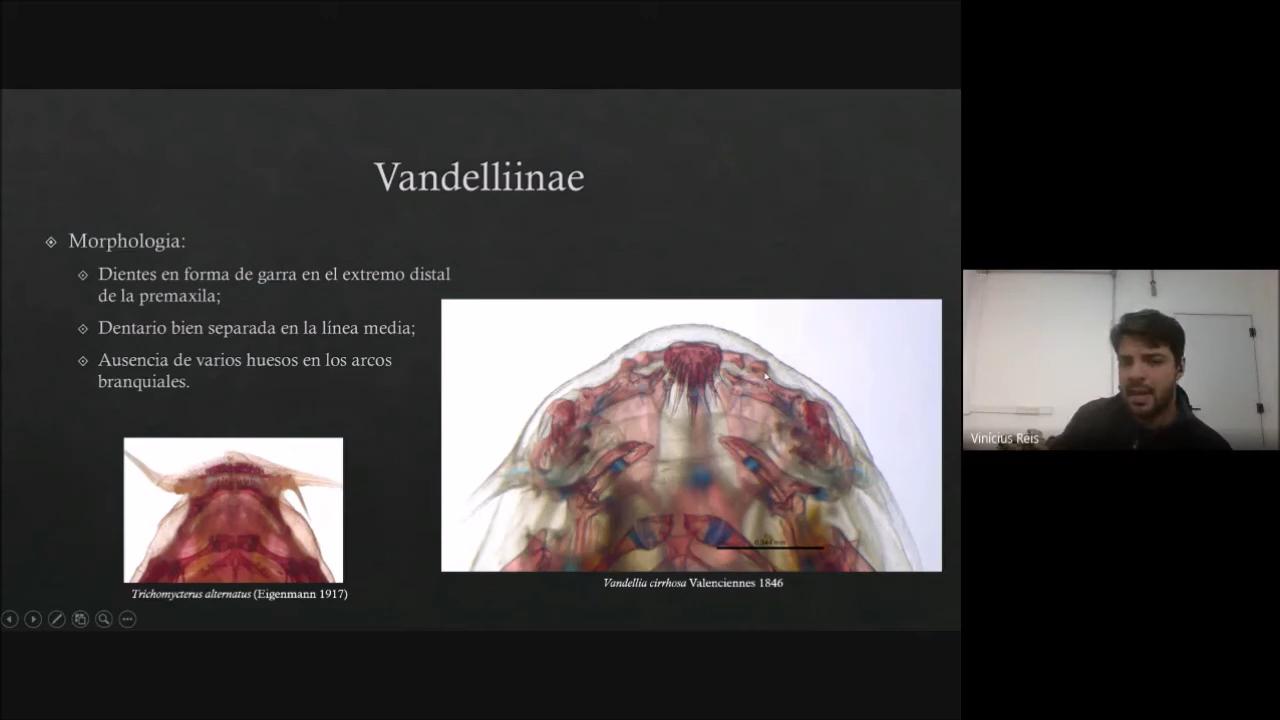 Vandelliinae
Morphologia:
Dientes en forma de garra en el extremo distal
de la premaxila;
Dentario bien separada en la línea media;
Ausencia de varios huesos en los arcos
branquiales.
Trichomycterus alternatus (Eigenmann 1917)
Vandellia cirrhosa Valenciennes 1846
Vinícius Reis